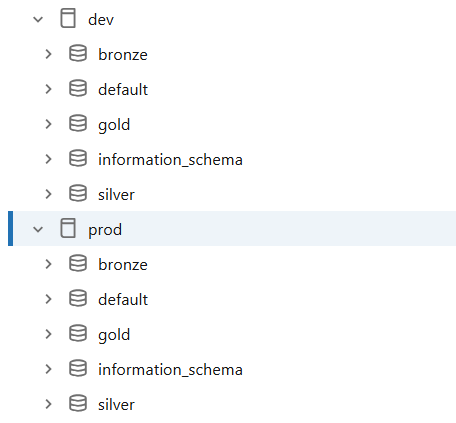 dev
bronze
default
gold
information_schema
silver
prod
bronze
default
gold
information_schema
silver